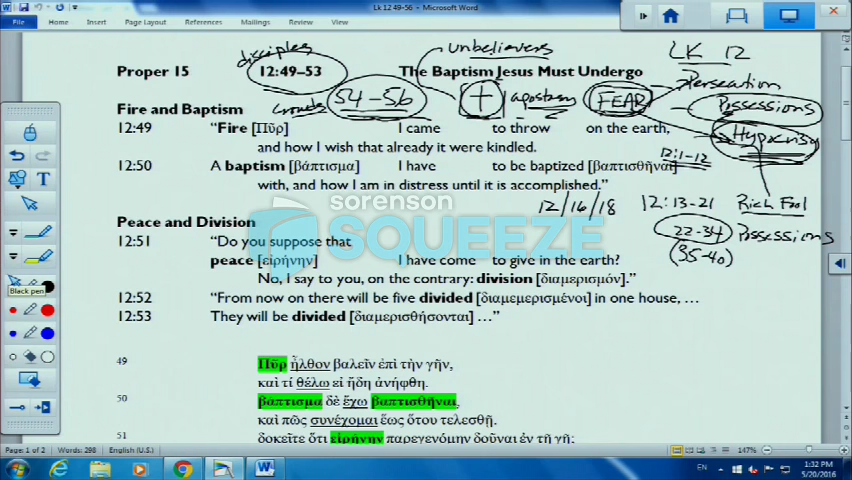 Lk 12 49-56 - Microsoft Word
File Home Insert Page Layout References Mailings Review View
disciples unbelievers LK 12
Proper 15 12:49–53 The Baptism Jesus Must Undergo
crowds 54-56 apostasy FEAR Persecution
Possessions
Fire and Baptism
Hypocrisy
12:49 "Fire [Πῦρ] I came to throw on the earth,
and how I wish that already it were kindled.
12:1-12
12:50 A baptism [βάπτισμα] I have to be baptized [βαπτισθῆναι]
with, and how I am in distress until it is accomplished."
sorenson
SQUEEZE
12/16/18 12:13-21 Rich Fool
Peace and Division
22-34 Possessions
12:51 "Do you suppose that
(35-40)
peace [εἰρήνην] I have come to give in the earth?
No, I say to you, on the contrary: division [διαμερισμόν]."
Black pen
12:52 "From now on there will be five divided [διαμεμερισμένοι] in one house, …
12:53 They will be divided [διαμερισθήσονται] …"
49 Πῦρ ἦλθον βαλεῖν ἐπὶ τὴν γῆν,
καὶ τί θέλω εἰ ἤδη ἀνήφθη.
50 βάπτισμα δὲ ἔχω βαπτισθῆναι,
καὶ πῶς συνέχομαι ἕως ὅτου τελεσθῇ.
51 δοκεῖτε ὅτι εἰρήνην παρεγενόμην δοῦναι ἐν τῇ γῇ;
Page: 1 of 2 Words: 298 English (U.S.) 147%
EN 1:32 PM
5/20/2016